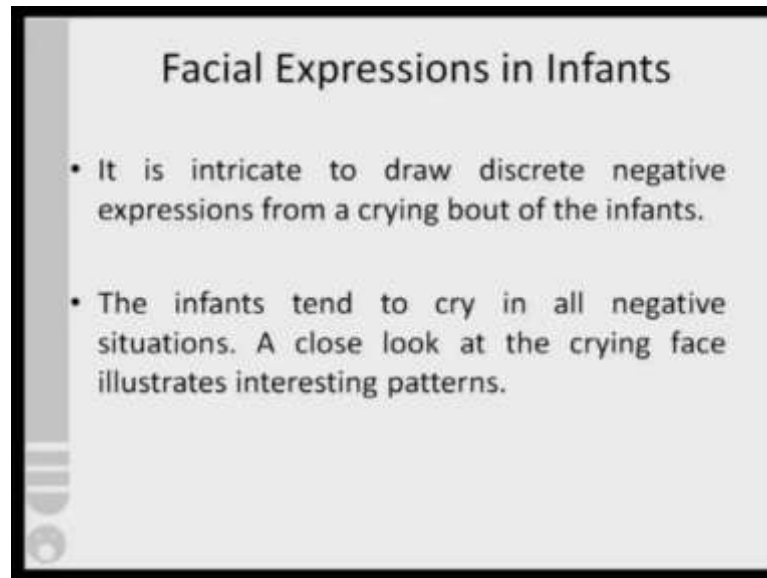 Facial Expressions in Infants
• It is intricate to draw discrete negative
expressions from a crying bout of the infants.
• The infants tend to cry in all negative
situations. A close look at the crying face
illustrates interesting patterns.